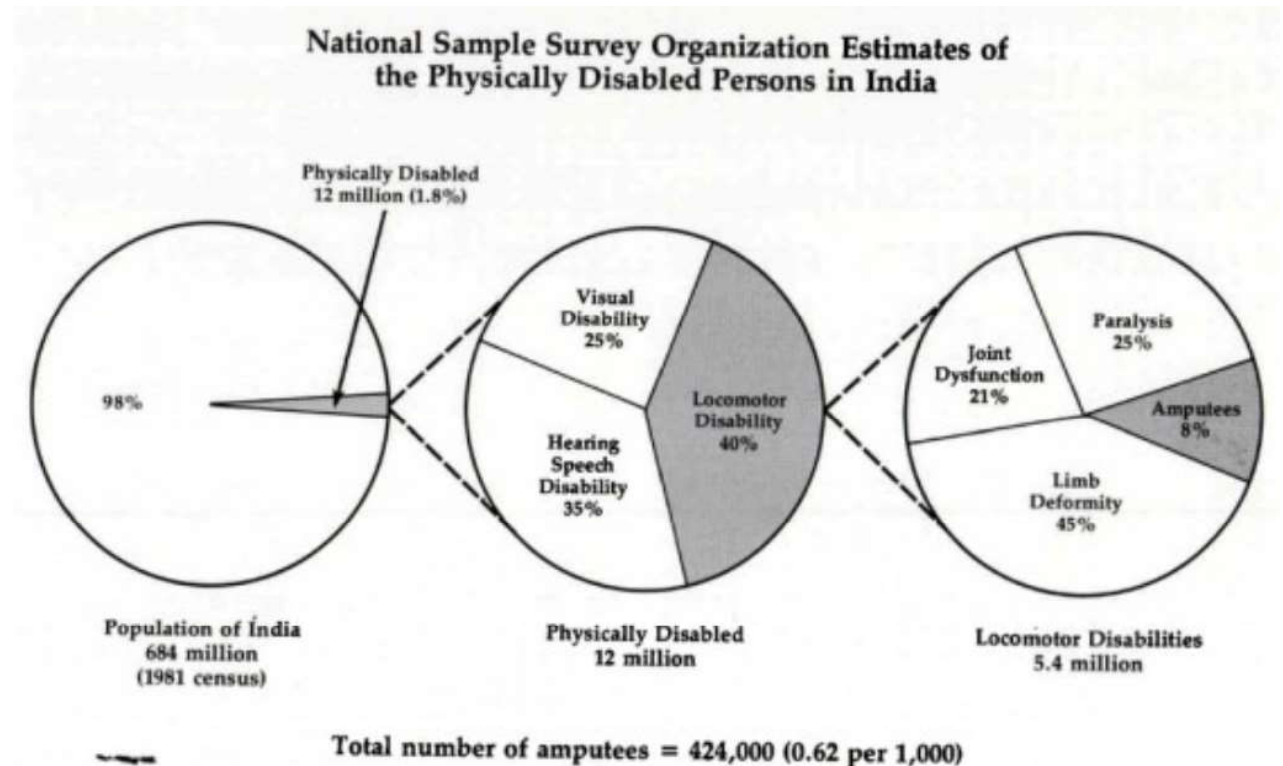 National Sample Survey Organization Estimates of
the Physically Disabled Persons in India
Physically Disabled
12 million (1.8%)
98%
Visual
Disability
25%
Locomotor
Disability
40%
Hearing
Speech
Disability
35%
Paralysis
25%
Joint
Dysfunction
21%
Amputees
8%
Limb
Deformity
45%
Population of India
684 million
(1981 census)
Physically Disabled
12 million
Locomotor Disabilities
5.4 million
Total number of amputees = 424,000 (0.62 per 1,000)